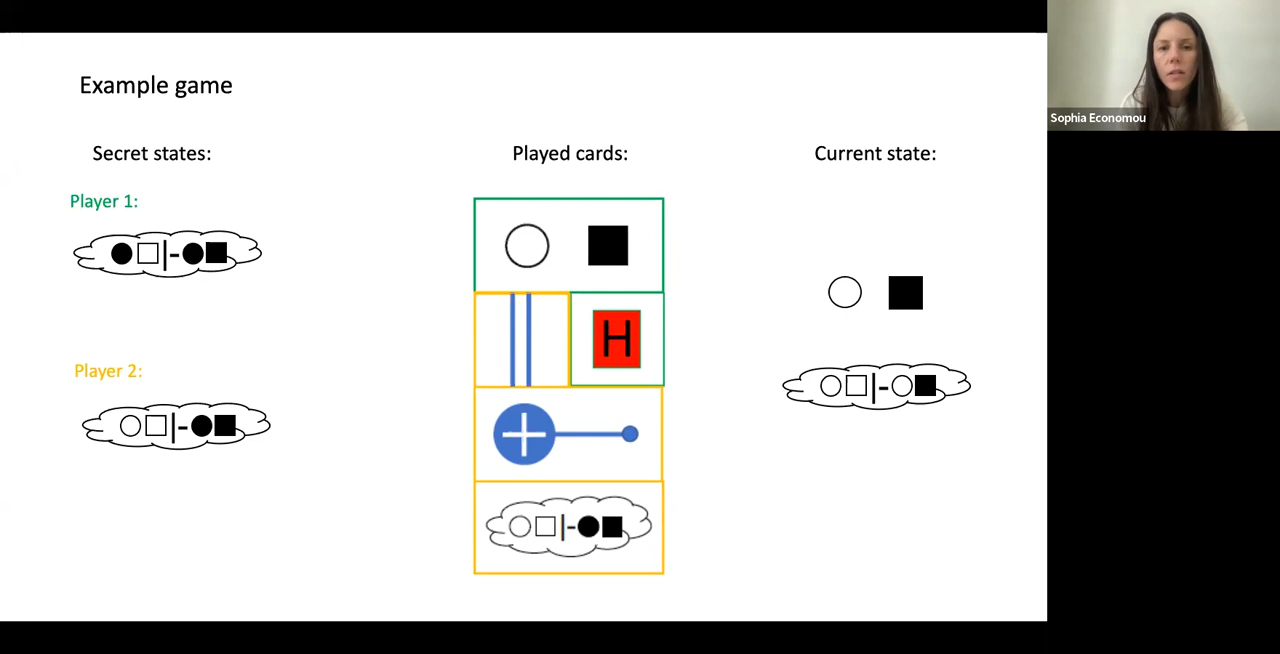 Example game
Sophia Economou
Secret states:
Played cards:
Current state:
Player 1:
|-
H
Player 2:
|-
|-
|-